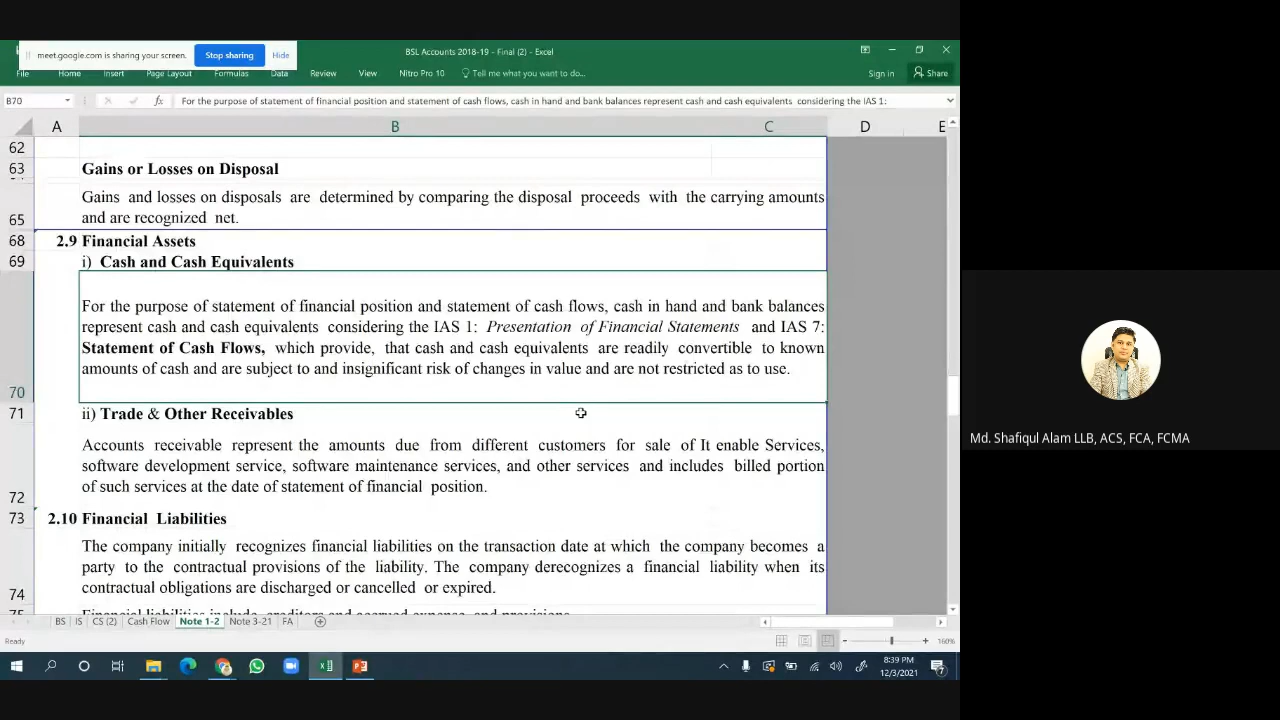 meet.google.com is sharing your screen.
Stop sharing
Hide
BSL Accounts 2018-19 - Final (2) - Excel
File Home Insert Page Layout Formulas Data Review View Nitro Pro 10 Tell me what you want to do...
Sign in
Share
B70
fx
For the purpose of statement of financial position and statement of cash flows, cash in hand and bank balances represent cash and cash equivalents considering the IAS 1:
A B C D E
62
63 Gains or Losses on Disposal
Gains and losses on disposals are determined by comparing the disposal proceeds with the carrying amounts
65 and are recognized net.
68 2.9 Financial Assets
69 i) Cash and Cash Equivalents
For the purpose of statement of financial position and statement of cash flows, cash in hand and bank balances
represent cash and cash equivalents considering the IAS 1: Presentation of Financial Statements and IAS 7:
Statement of Cash Flows, which provide, that cash and cash equivalents are readily convertible to known
amounts of cash and are subject to and insignificant risk of changes in value and are not restricted as to use.
70
71 ii) Trade & Other Receivables
Accounts receivable represent the amounts due from different customers for sale of It enable Services,
software development service, software maintenance services, and other services and includes billed portion
of such services at the date of statement of financial position.
72
73 2.10 Financial Liabilities
The company initially recognizes financial liabilities on the transaction date at which the company becomes a
party to the contractual provisions of the liability. The company derecognizes a financial liability when its
contractual obligations are discharged or cancelled or expired.
74
75 Financial liabilities include creditors and accrued expense and provisions.
BS IS CS (2) Cash Flow Note 1-2 Note 3-21 FA
Ready
160%
8:39 PM
12/3/2021
Md. Shafiqul Alam LLB, ACS, FCA, FCMA